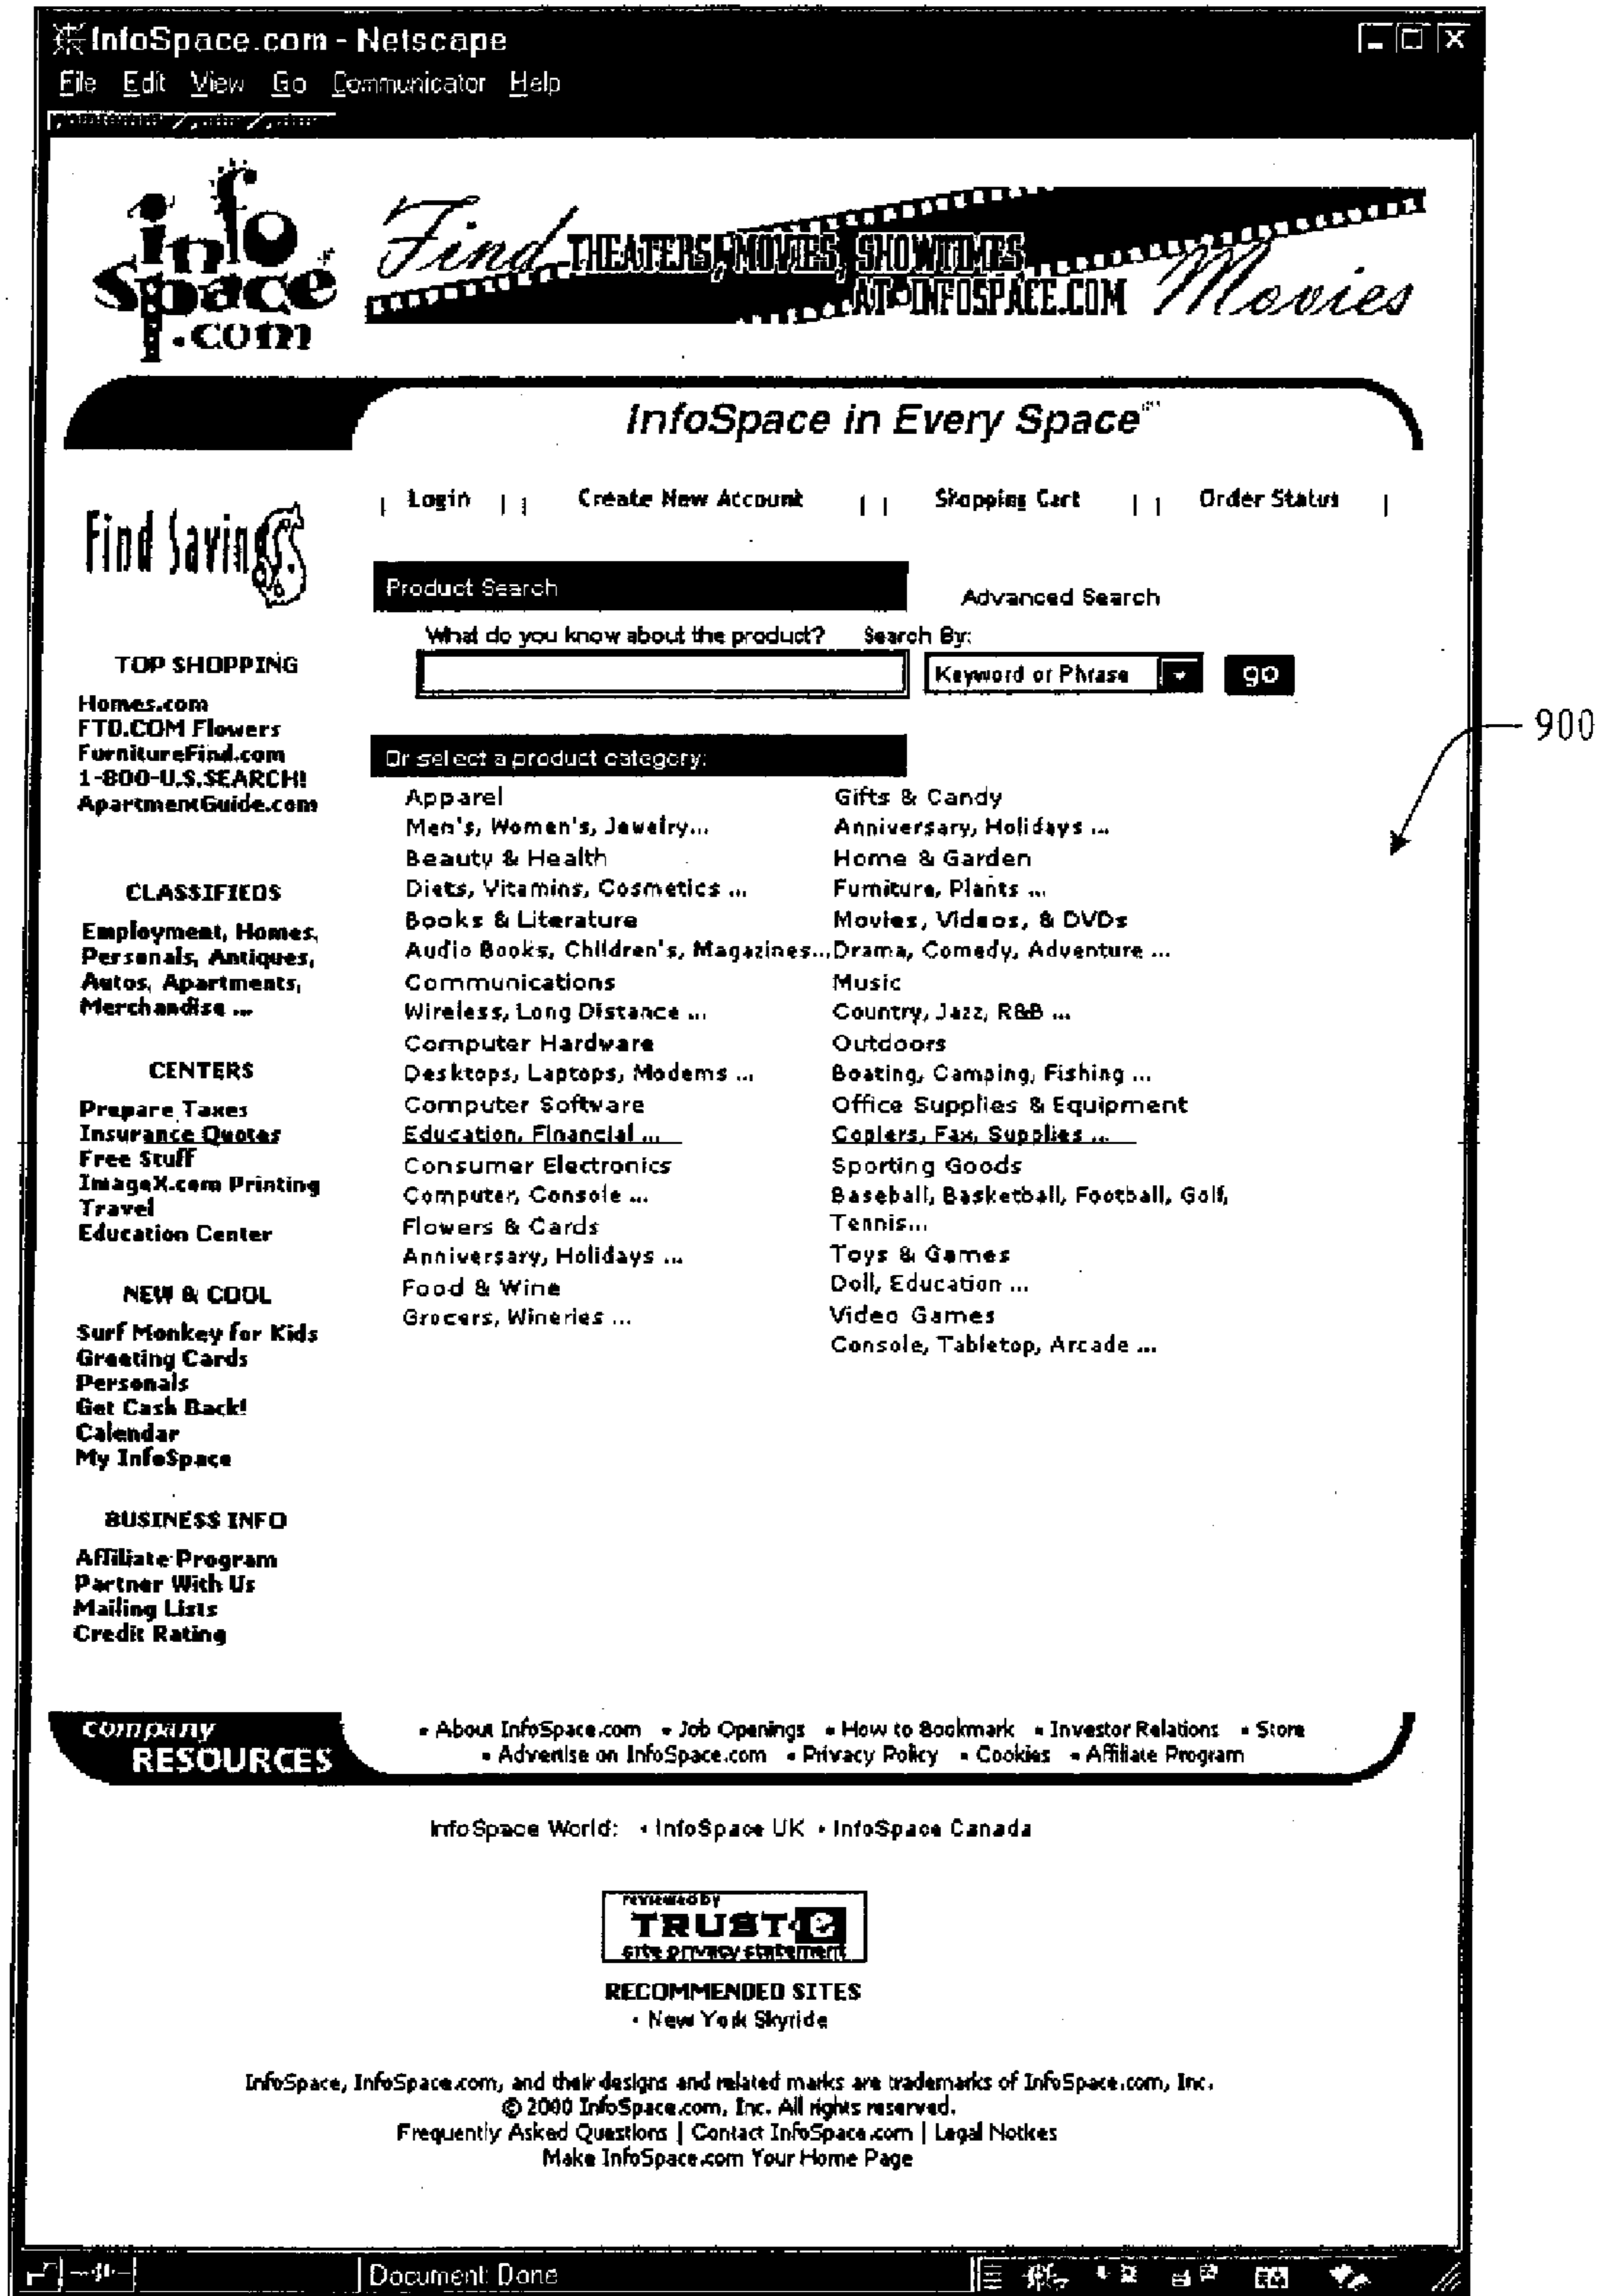 InfoSpace.com - Netscape
File Edit View Go Communicator Help
info
Space
.com
Find THEATERS, MOVIES, SHOWTIMES
AT INFOSPACE.COM Movies
InfoSpace in Every Space
Login | | Create New Account | | Shopping Cart | | Order Status |
Find Savings
Product Search
Advanced Search
What do you know about the product? Search By:
Keyword or Phrase go
TOP SHOPPING
Homes.com
FTD.COM Flowers
FurnitureFind.com
1-800-U.S.SEARCH!
ApartmentGuide.com
CLASSIFIEDS
Employment, Homes,
Personals, Antiques,
Autos, Apartments,
Merchandise ...
CENTERS
Prepare Taxes
Insurance Quotes
Free Stuff
ImageX.com Printing
Travel
Education Center
NEW & COOL
Surf Monkey for Kids
Greeting Cards
Personals
Get Cash Back!
Calendar
My InfoSpace
BUSINESS INFO
Affiliate Program
Partner With Us
Mailing Lists
Credit Rating
Or select a product category:
Apparel
Men's, Women's, Jewelry...
Beauty & Health
Diets, Vitamins, Cosmetics ...
Books & Literature
Audio Books, Children's, Magazines...
Communications
Wireless, Long Distance ...
Computer Hardware
Desktops, Laptops, Modems ...
Computer Software
Education, Financial ...
Consumer Electronics
Computer, Console ...
Flowers & Cards
Anniversary, Holidays ...
Food & Wine
Grocers, Wineries ...
Gifts & Candy
Anniversary, Holidays ...
Home & Garden
Furniture, Plants ...
Movies, Videos, & DVDs
Drama, Comedy, Adventure ...
Music
Country, Jazz, R&B ...
Outdoors
Boating, Camping, Fishing ...
Office Supplies & Equipment
Copiers, Fax, Supplies ...
Sporting Goods
Baseball, Basketball, Football, Golf,
Tennis...
Toys & Games
Doll, Education ...
Video Games
Console, Tabletop, Arcade ...
900
company
RESOURCES
• About InfoSpace.com • Job Openings • How to Bookmark • Investor Relations • Store
• Advertise on InfoSpace.com • Privacy Policy • Cookies • Affiliate Program
InfoSpace World: • InfoSpace UK • InfoSpace Canada
reviewed by
TRUSTe
site privacy statement
RECOMMENDED SITES
• New York Skyride
InfoSpace, InfoSpace.com, and their designs and related marks are trademarks of InfoSpace.com, Inc.
© 2000 InfoSpace.com, Inc. All rights reserved.
Frequently Asked Questions | Contact InfoSpace.com | Legal Notices
Make InfoSpace.com Your Home Page
Document: Done